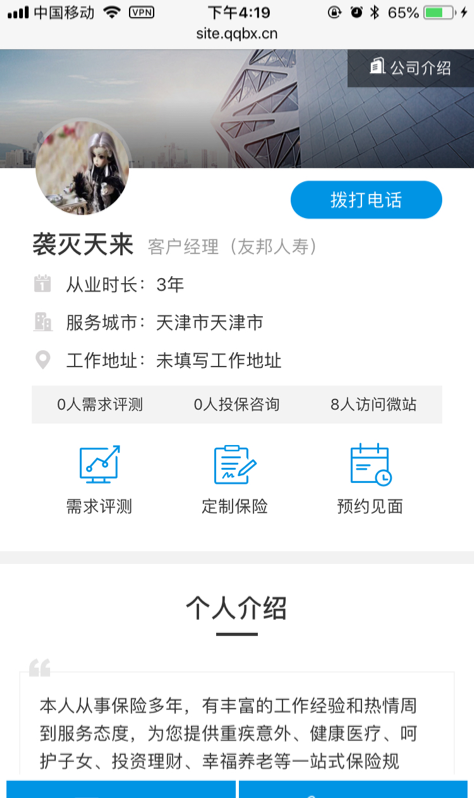 中国移动 VPN 下午4:19 65%
site.qqbx.cn
公司介绍
拨打电话
袭灭天来 客户经理（友邦人寿）
从业时长：3年
服务城市：天津市天津市
工作地址：未填写工作地址
0人需求评测 0人投保咨询 8人访问微站
需求评测 定制保险 预约见面
个人介绍
本人从事保险多年，有丰富的工作经验和热情周
到服务态度，为您提供重疾意外、健康医疗、呵
护子女、投资理财、幸福养老等一站式保险规